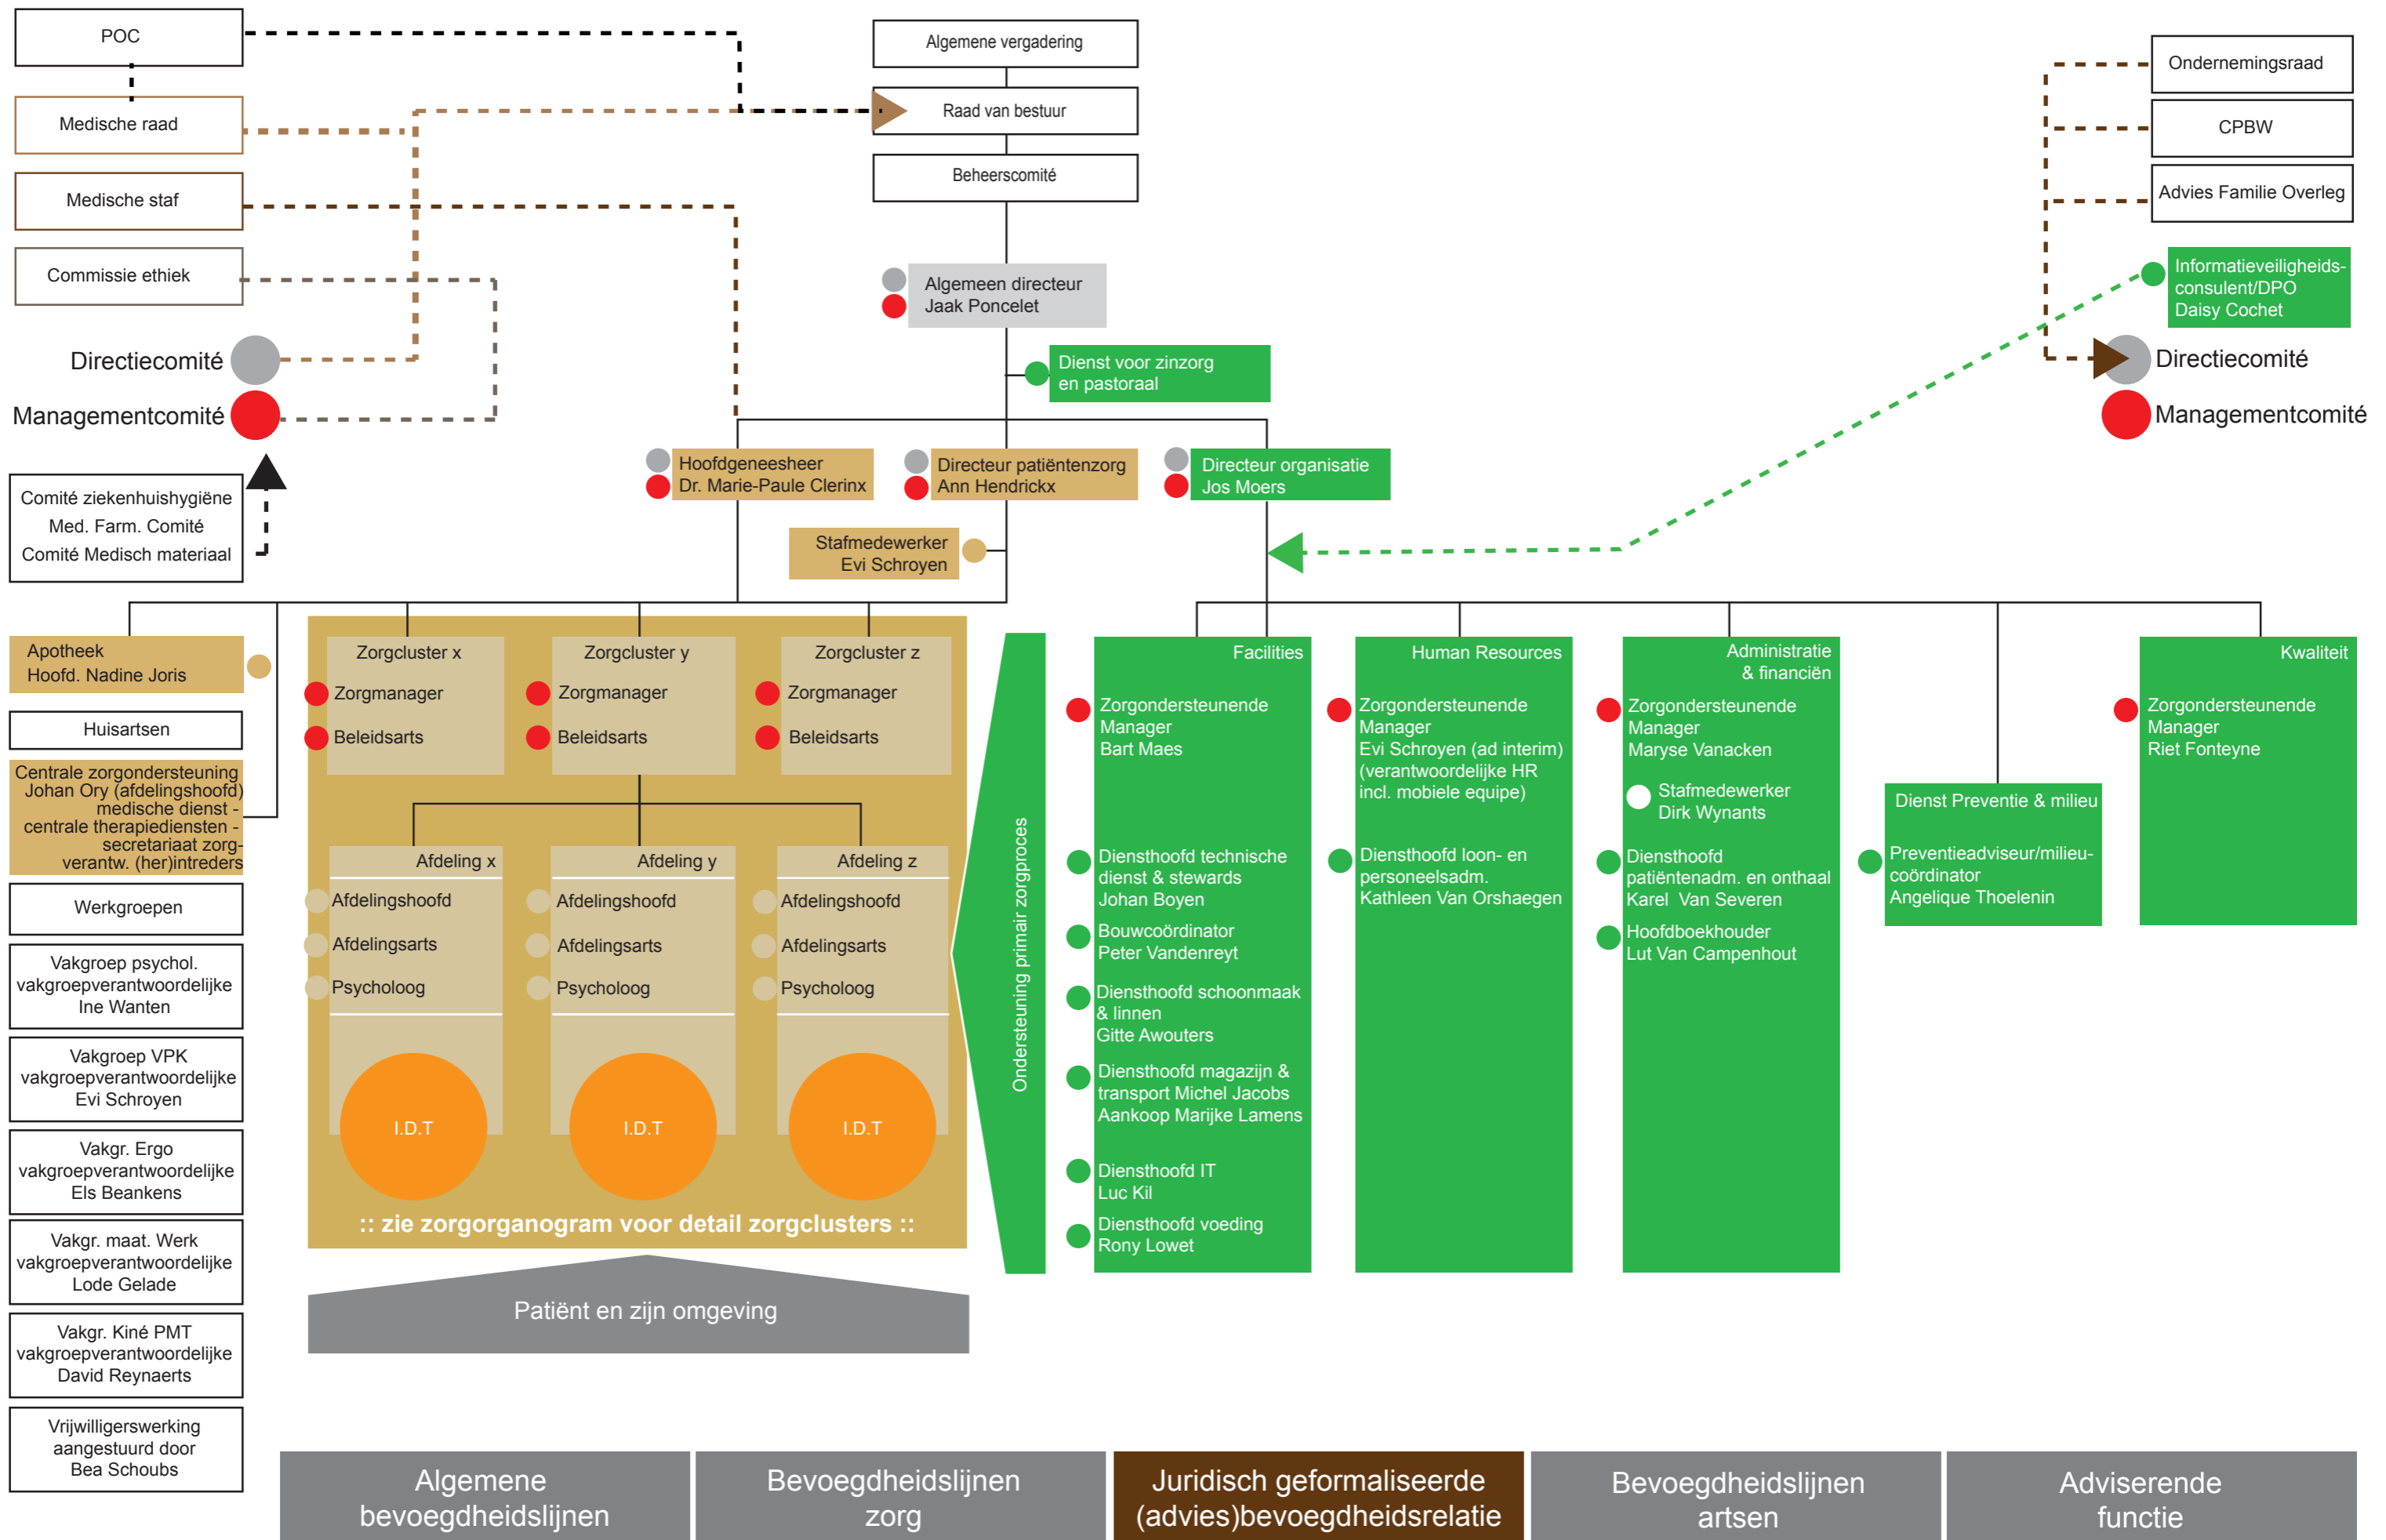 POC
Medische raad
Medische staf
Commissie ethiek
Directiecomité
Managementcomité
Comité ziekenhuishygiëne
Med. Farm. Comité
Comité Medisch materiaal
Algemene vergadering
Raad van bestuur
Beheerscomité
Algemeen directeur
Jaak Poncelet
Dienst voor zinzorg
en pastoraal
Hoofdgeneesheer
Dr. Marie-Paule Clerinx
Directeur patiëntenzorg
Ann Hendrickx
Directeur organisatie
Jos Moers
Stafmedewerker
Evi Schroyen
Ondernemingsraad
CPBW
Advies Familie Overleg
Informatieveiligheids-
consulent/DPO
Daisy Cochet
Directiecomité
Managementcomité
Apotheek
Hoofd. Nadine Joris
Huisartsen
Centrale zorgondersteuning
Johan Ory (afdelingshoofd)
medische dienst -
centrale therapiediensten -
secretariaat zorg-
verantw. (her)intreders
Werkgroepen
Vakgroep psychol.
vakgroepverantwoordelijke
Ine Wanten
Vakgroep VPK
vakgroepverantwoordelijke
Evi Schroyen
Vakgr. Ergo
vakgroepverantwoordelijke
Els Beankens
Vakgr. maat. Werk
vakgroepverantwoordelijke
Lode Gelade
Vakgr. Kiné PMT
vakgroepverantwoordelijke
David Reynaerts
Vrijwilligerswerking
aangestuurd door
Bea Schoubs
Zorgcluster x
Zorgmanager
Beleidsarts
Zorgcluster y
Zorgmanager
Beleidsarts
Zorgcluster z
Zorgmanager
Beleidsarts
Afdeling x
Afdelingshoofd
Afdelingsarts
Psycholoog
I.D.T
Afdeling y
Afdelingshoofd
Afdelingsarts
Psycholoog
I.D.T
Afdeling z
Afdelingshoofd
Afdelingsarts
Psycholoog
I.D.T
:: zie zorgorganogram voor detail zorgclusters ::
Patiënt en zijn omgeving
Ondersteuning primair zorgproces
Facilities
Zorgondersteunende
Manager
Bart Maes
Diensthoofd technische
dienst & stewards
Johan Boyen
Bouwcoördinator
Peter Vandenreyt
Diensthoofd schoonmaak
& linnen
Gitte Awouters
Diensthoofd magazijn &
transport Michel Jacobs
Aankoop Marijke Lamens
Diensthoofd IT
Luc Kil
Diensthoofd voeding
Rony Lowet
Human Resources
Zorgondersteunende
Manager
Evi Schroyen (ad interim)
(verantwoordelijke HR
incl. mobiele equipe)
Diensthoofd loon- en
personeelsadm.
Kathleen Van Orshaegen
Administratie
& financiën
Zorgondersteunende
Manager
Maryse Vanacken
Stafmedewerker
Dirk Wynants
Diensthoofd
patiëntenadm. en onthaal
Karel Van Severen
Hoofdboekhouder
Lut Van Campenhout
Dienst Preventie & milieu
Preventieadviseur/milieu-
coördinator
Angelique Thoelenin
Kwaliteit
Zorgondersteunende
Manager
Riet Fonteyne
Algemene
bevoegdheidslijnen
Bevoegdheidslijnen
zorg
Juridisch geformaliseerde
(advies)bevoegdheidsrelatie
Bevoegdheidslijnen
artsen
Adviserende
functie